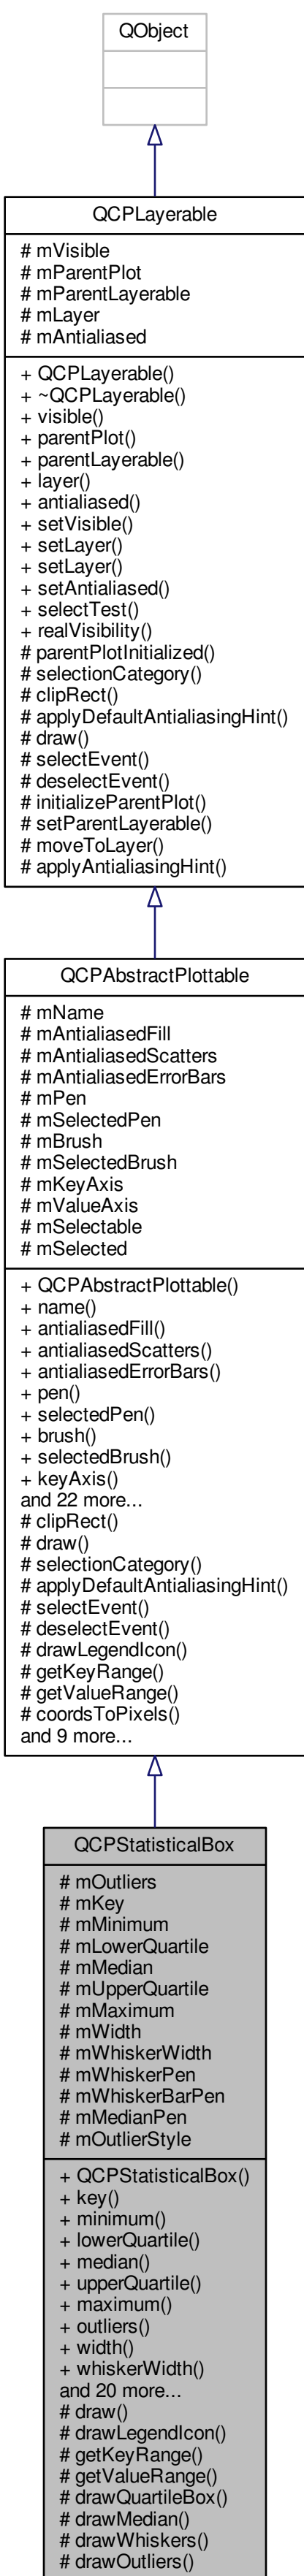 QObject
QCPLayerable
# mVisible
# mParentPlot
# mParentLayerable
# mLayer
# mAntialiased
+ QCPLayerable()
+ ~QCPLayerable()
+ visible()
+ parentPlot()
+ parentLayerable()
+ layer()
+ antialiased()
+ setVisible()
+ setLayer()
+ setLayer()
+ setAntialiased()
+ selectTest()
+ realVisibility()
# parentPlotInitialized()
# selectionCategory()
# clipRect()
# applyDefaultAntialiasingHint()
# draw()
# selectEvent()
# deselectEvent()
# initializeParentPlot()
# setParentLayerable()
# moveToLayer()
# applyAntialiasingHint()
QCPAbstractPlottable
# mName
# mAntialiasedFill
# mAntialiasedScatters
# mAntialiasedErrorBars
# mPen
# mSelectedPen
# mBrush
# mSelectedBrush
# mKeyAxis
# mValueAxis
# mSelectable
# mSelected
+ QCPAbstractPlottable()
+ name()
+ antialiasedFill()
+ antialiasedScatters()
+ antialiasedErrorBars()
+ pen()
+ selectedPen()
+ brush()
+ selectedBrush()
+ keyAxis()
and 22 more...
# clipRect()
# draw()
# selectionCategory()
# applyDefaultAntialiasingHint()
# selectEvent()
# deselectEvent()
# drawLegendIcon()
# getKeyRange()
# getValueRange()
# coordsToPixels()
and 9 more...
QCPStatisticalBox
# mOutliers
# mKey
# mMinimum
# mLowerQuartile
# mMedian
# mUpperQuartile
# mMaximum
# mWidth
# mWhiskerWidth
# mWhiskerPen
# mWhiskerBarPen
# mMedianPen
# mOutlierStyle
+ QCPStatisticalBox()
+ key()
+ minimum()
+ lowerQuartile()
+ median()
+ upperQuartile()
+ maximum()
+ outliers()
+ width()
+ whiskerWidth()
and 20 more...
# draw()
# drawLegendIcon()
# getKeyRange()
# getValueRange()
# drawQuartileBox()
# drawMedian()
# drawWhiskers()
# drawOutliers()